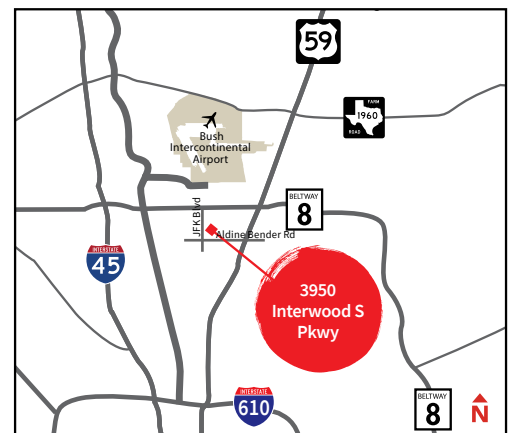 59
FARM
1960
ROAD
Bush
Intercontinental
Airport
BELTWAY
8
JFK Blvd
Aldine Bender Rd
INTERSTATE
45
3950
Interwood S
Pkwy
INTERSTATE
610
BELTWAY
8
N